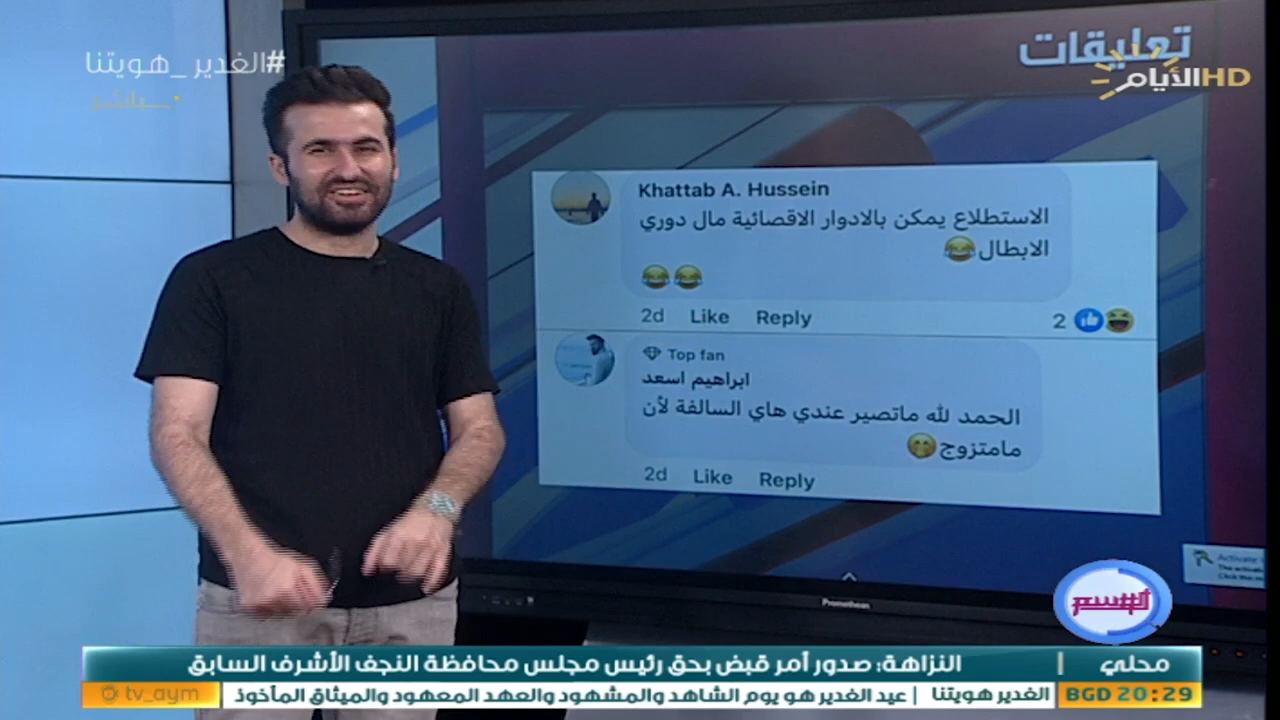 #الغدير_هويتنا
مباشر
تعليقات
الأيام HD
Khattab A. Hussein
الاستطلاع يمكن بالادوار الاقصائية مال دوري
الابطال😂
😂😂
2d Like Reply 2
Top fan
ابراهيم اسعد
الحمد لله ماتصير عندي هاي السالفة لأن
مامتزوج🤭
2d Like Reply
Activate
Promethean
محلي | النزاهة: صدور أمر قبض بحق رئيس مجلس محافظة النجف الأشرف السابق
BGD 20:29 الغدير هويتنا | عيد الغدير هو يوم الشاهد والمشهود والعهد المعهود والميثاق المأخوذ tv_aym